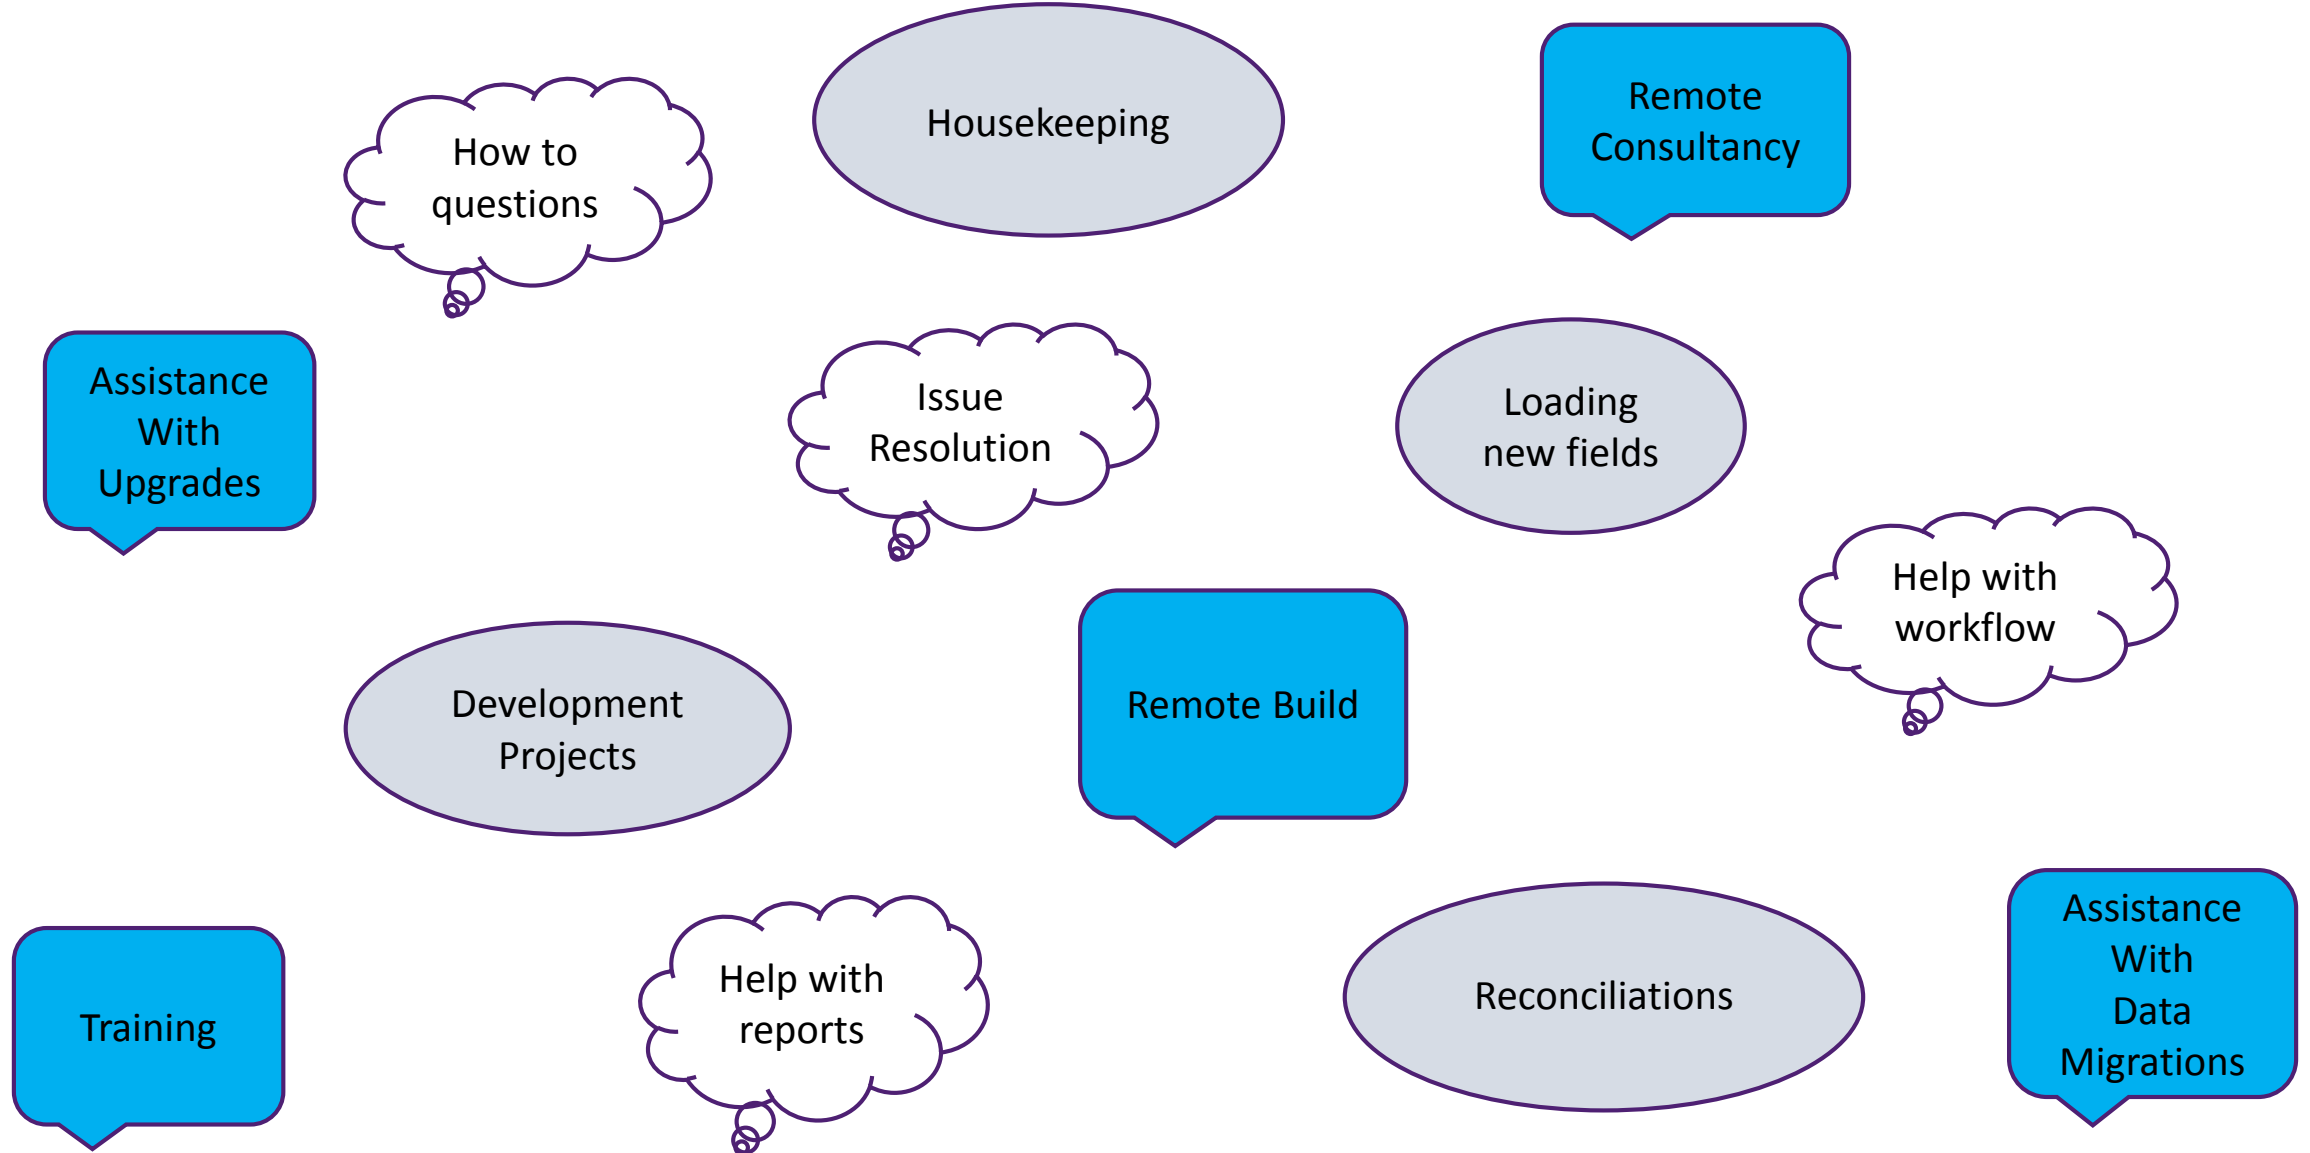 Housekeeping
Remote
Consultancy
How to
questions
Assistance
With
Upgrades
Issue
Resolution
Loading
new fields
Help with
workflow
Development
Projects
Remote Build
Training
Help with
reports
Reconciliations
Assistance
With
Data
Migrations